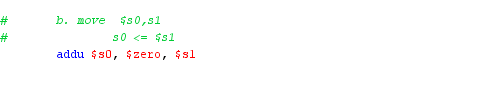 # b. move $s0,s1
# s0 <= $s1
addu $s0, $zero, $s1